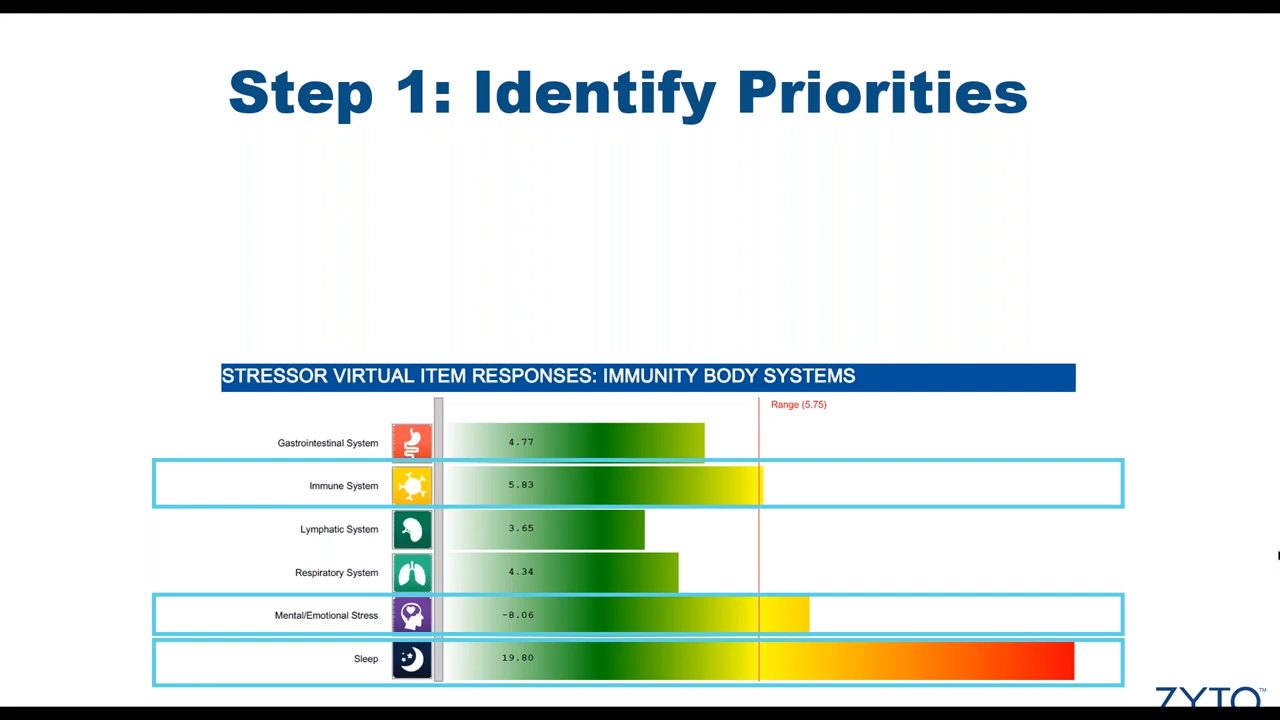 Step 1: Identify Priorities
STRESSOR VIRTUAL ITEM RESPONSES: IMMUNITY BODY SYSTEMS
Range (5.75)
Gastrointestinal System 4.77
Immune System 5.83
Lymphatic System 3.65
Respiratory System 4.34
Mental/Emotional Stress -8.06
Sleep 19.80
ZYTO™